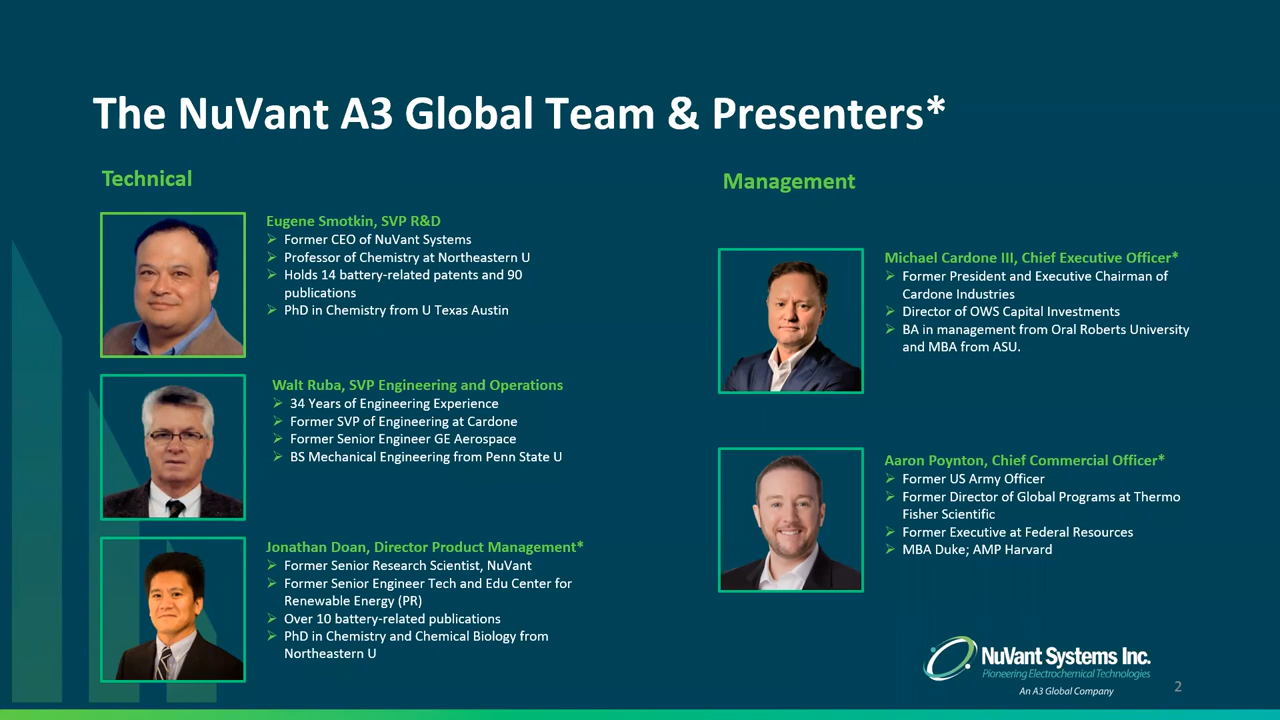 The NuVant A3 Global Team & Presenters*
Technical
Eugene Smotkin, SVP R&D
➢ Former CEO of NuVant Systems
➢ Professor of Chemistry at Northeastern U
➢ Holds 14 battery-related patents and 90
publications
➢ PhD in Chemistry from U Texas Austin
Walt Ruba, SVP Engineering and Operations
➢ 34 Years of Engineering Experience
➢ Former SVP of Engineering at Cardone
➢ Former Senior Engineer GE Aerospace
➢ BS Mechanical Engineering from Penn State U
Jonathan Doan, Director Product Management*
➢ Former Senior Research Scientist, NuVant
➢ Former Senior Engineer Tech and Edu Center for
Renewable Energy (PR)
➢ Over 10 battery-related publications
➢ PhD in Chemistry and Chemical Biology from
Northeastern U
Management
Michael Cardone III, Chief Executive Officer*
➢ Former President and Executive Chairman of
Cardone Industries
➢ Director of OWS Capital Investments
➢ BA in management from Oral Roberts University
and MBA from ASU.
Aaron Poynton, Chief Commercial Officer*
➢ Former US Army Officer
➢ Former Director of Global Programs at Thermo
Fisher Scientific
➢ Former Executive at Federal Resources
➢ MBA Duke; AMP Harvard
NuVant Systems Inc.
Pioneering Electrochemical Technologies
An A3 Global Company
2